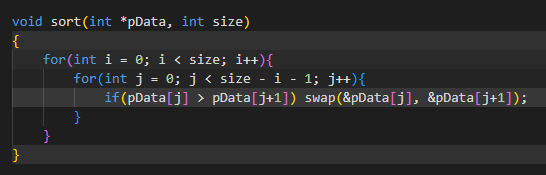 void sort(int *pData, int size)
{
    for(int i = 0; i < size; i++){
        for(int j = 0; j < size - i - 1; j++){
            if(pData[j] > pData[j+1]) swap(&pData[j], &pData[j+1]);
        }
    }
}